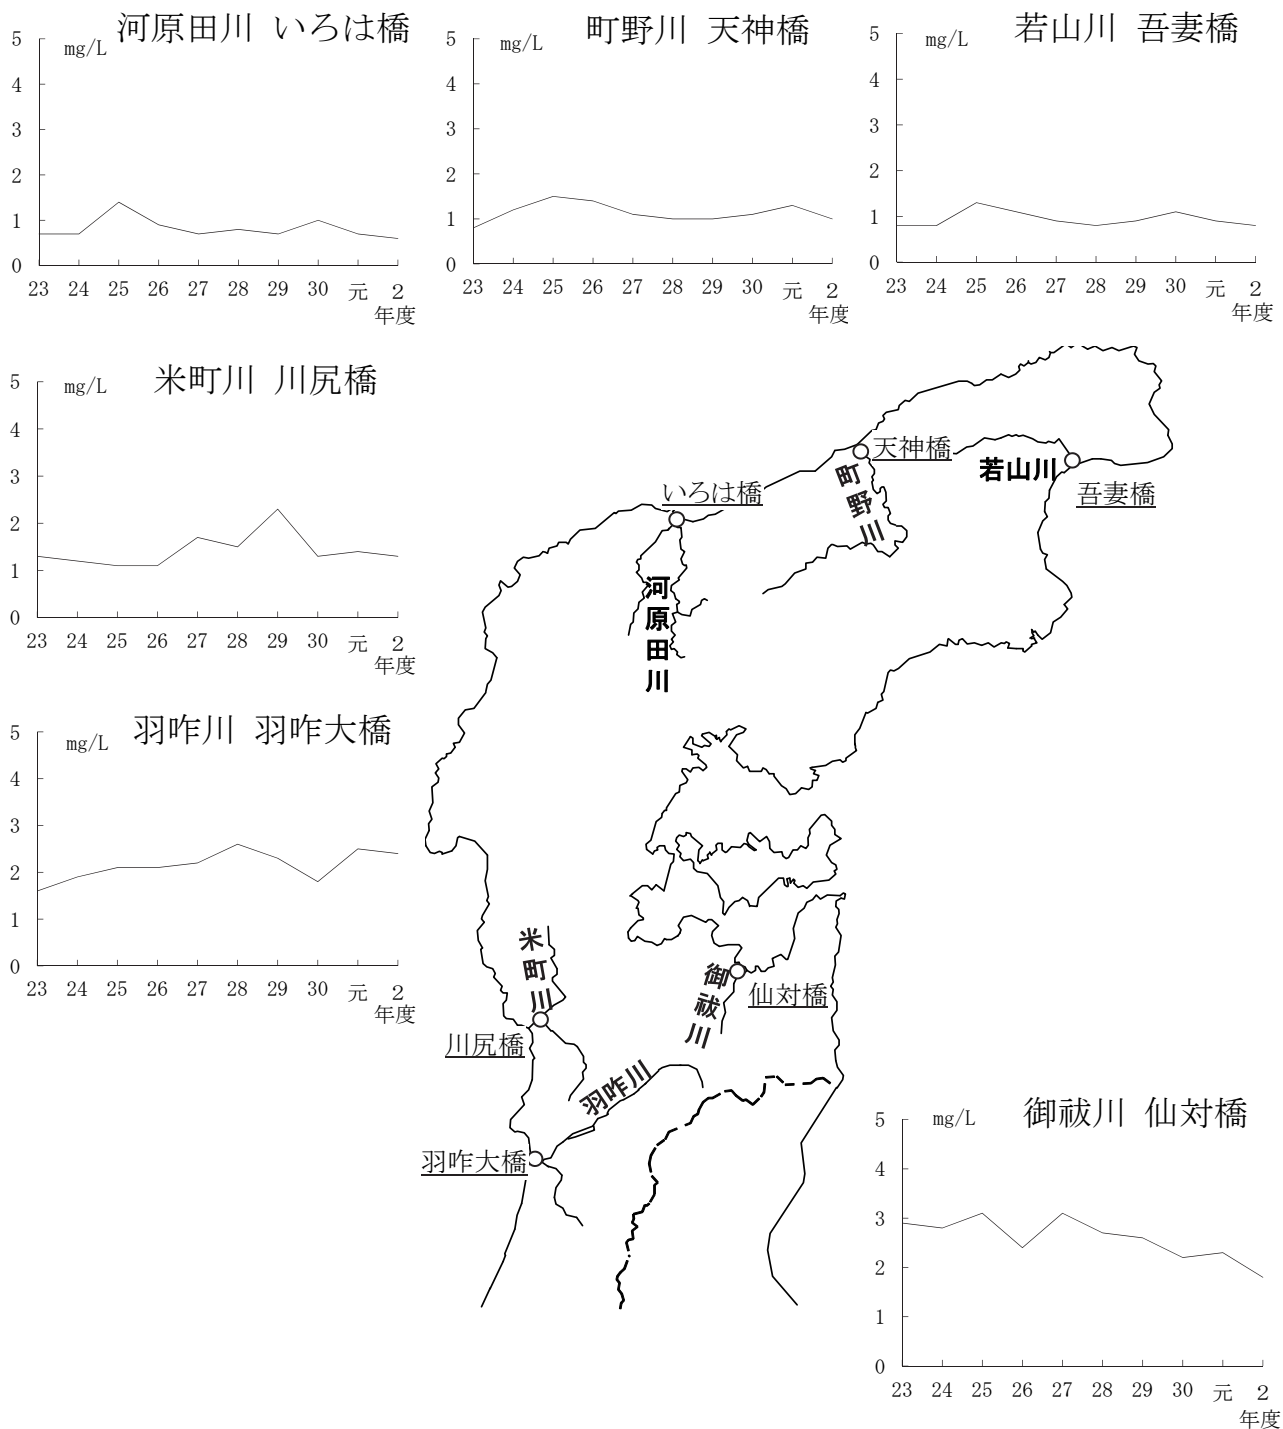 河原田川 いろは橋
mg/L
5
4
3
2
1
0
23 24 25 26 27 28 29 30 元 2
年度
町野川 天神橋
mg/L
5
4
3
2
1
0
23 24 25 26 27 28 29 30 元 2
年度
若山川 吾妻橋
mg/L
5
4
3
2
1
0
23 24 25 26 27 28 29 30 元 2
年度
米町川 川尻橋
mg/L
5
4
3
2
1
0
23 24 25 26 27 28 29 30 元 2
年度
羽咋川 羽咋大橋
mg/L
5
4
3
2
1
0
23 24 25 26 27 28 29 30 元 2
年度
天神橋
町野川
若山川
吾妻橋
いろは橋
河原田川
米町川
川尻橋
御祓川
仙対橋
羽咋川
羽咋大橋
御祓川 仙対橋
mg/L
5
4
3
2
1
0
23 24 25 26 27 28 29 30 元 2
年度